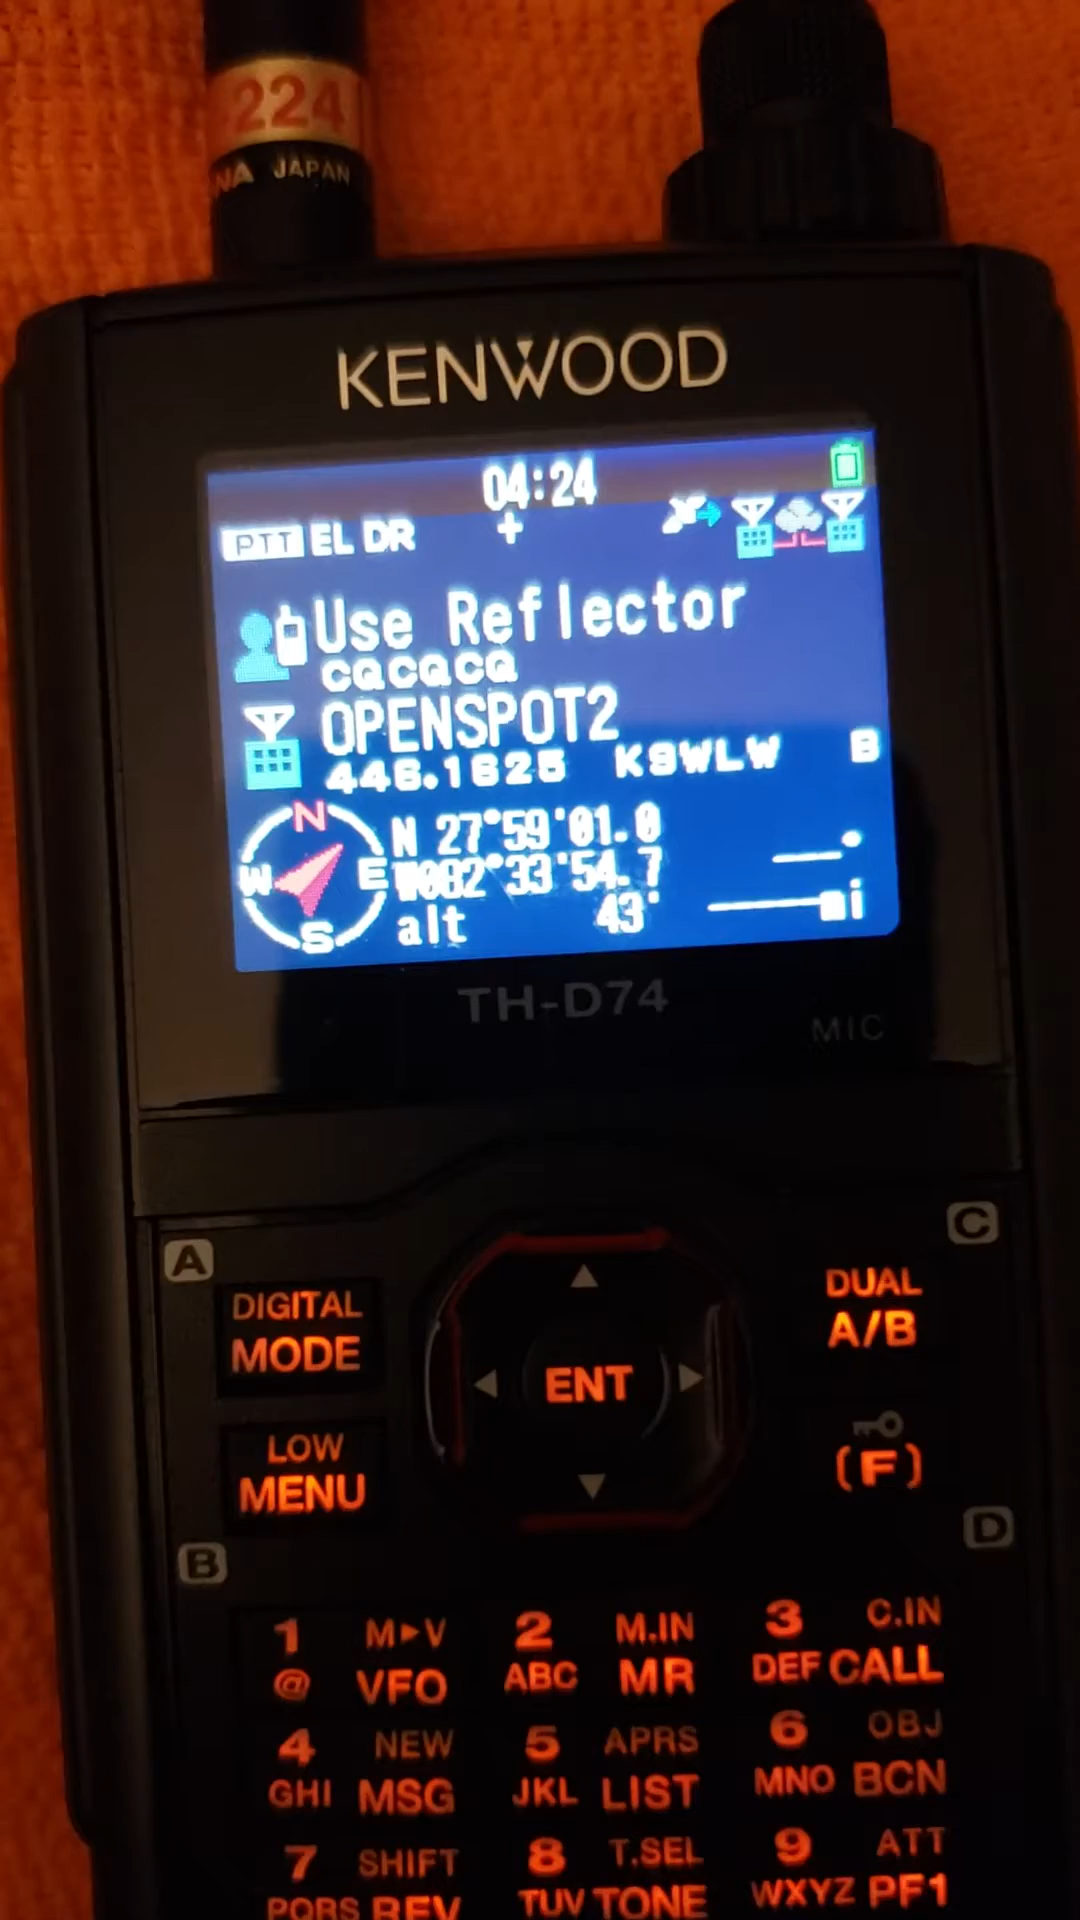 224
NA JAPAN
KENWOOD
04:24
PTT EL DR +
Use Reflector
CQCQCQ
OPENSPOT2
446.1625 K9WLW B
N
W E
S
N 27°59'01.0
W082°33'54.7
alt 43'
mi
TH-D74
MIC
A
C
DIGITAL
MODE
DUAL
A/B
ENT
LOW
MENU
(F)
B
D
1 M▶V 2 M.IN 3 C.IN
@ VFO ABC MR DEF CALL
4 NEW 5 APRS 6 OBJ
GHI MSG JKL LIST MNO BCN
7 SHIFT 8 T.SEL 9 ATT
PQRS REV TUV TONE WXYZ PF1